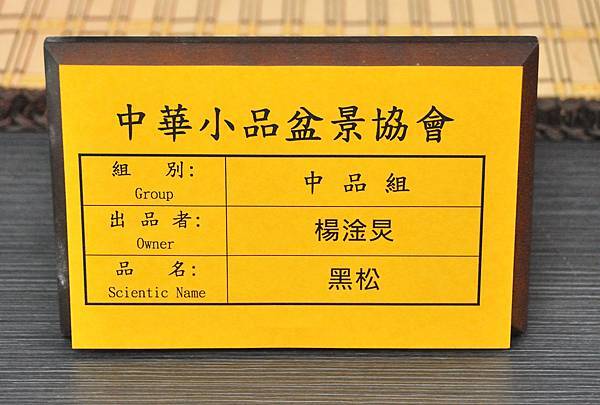 中華小品盆景協會
組 別: 中 品 組
Group
出 品 者: 楊淦炅
Owner
品 名: 黑松
Scientic Name